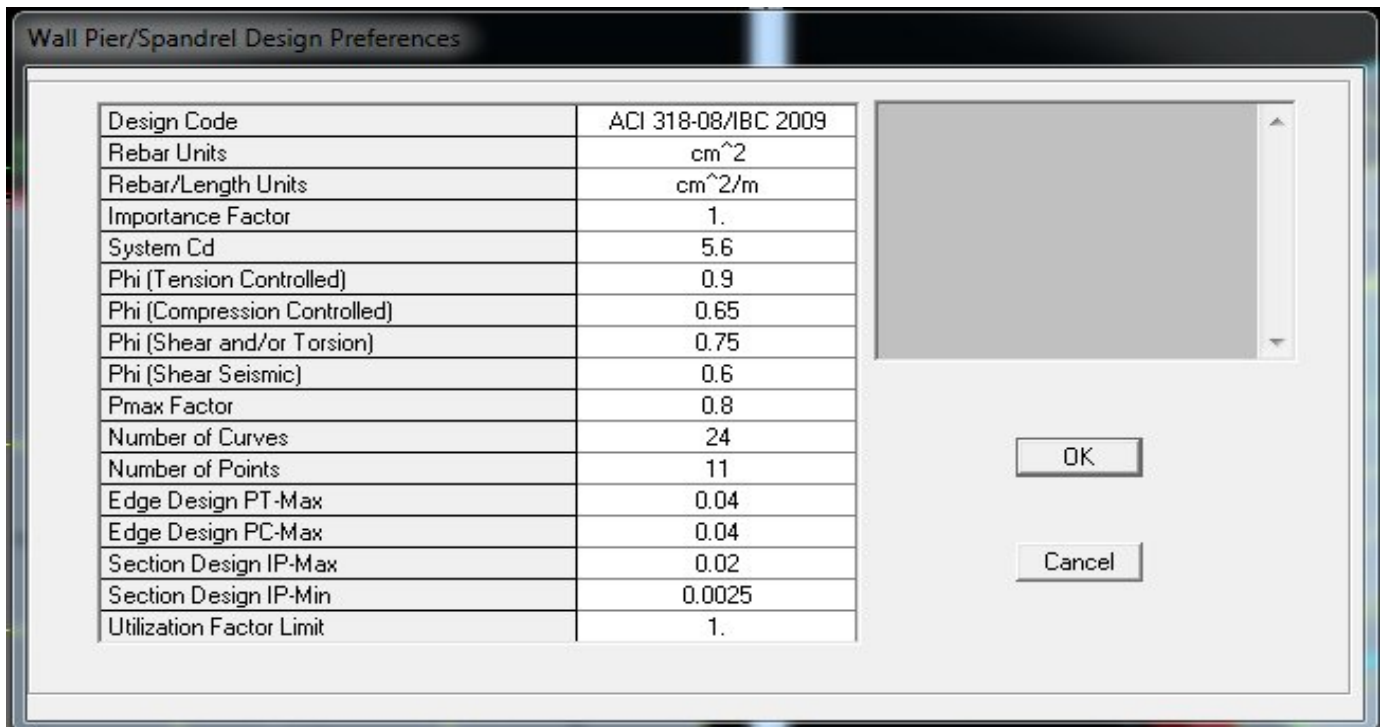 Wall Pier/Spandrel Design Preferences
Design Code ACI 318-08/IBC 2009
Rebar Units cm^2
Rebar/Length Units cm^2/m
Importance Factor 1.
System Cd 5.6
Phi (Tension Controlled) 0.9
Phi (Compression Controlled) 0.65
Phi (Shear and/or Torsion) 0.75
Phi (Shear Seismic) 0.6
Pmax Factor 0.8
Number of Curves 24
Number of Points 11
Edge Design PT-Max 0.04
Edge Design PC-Max 0.04
Section Design IP-Max 0.02
Section Design IP-Min 0.0025
Utilization Factor Limit 1.
OK
Cancel